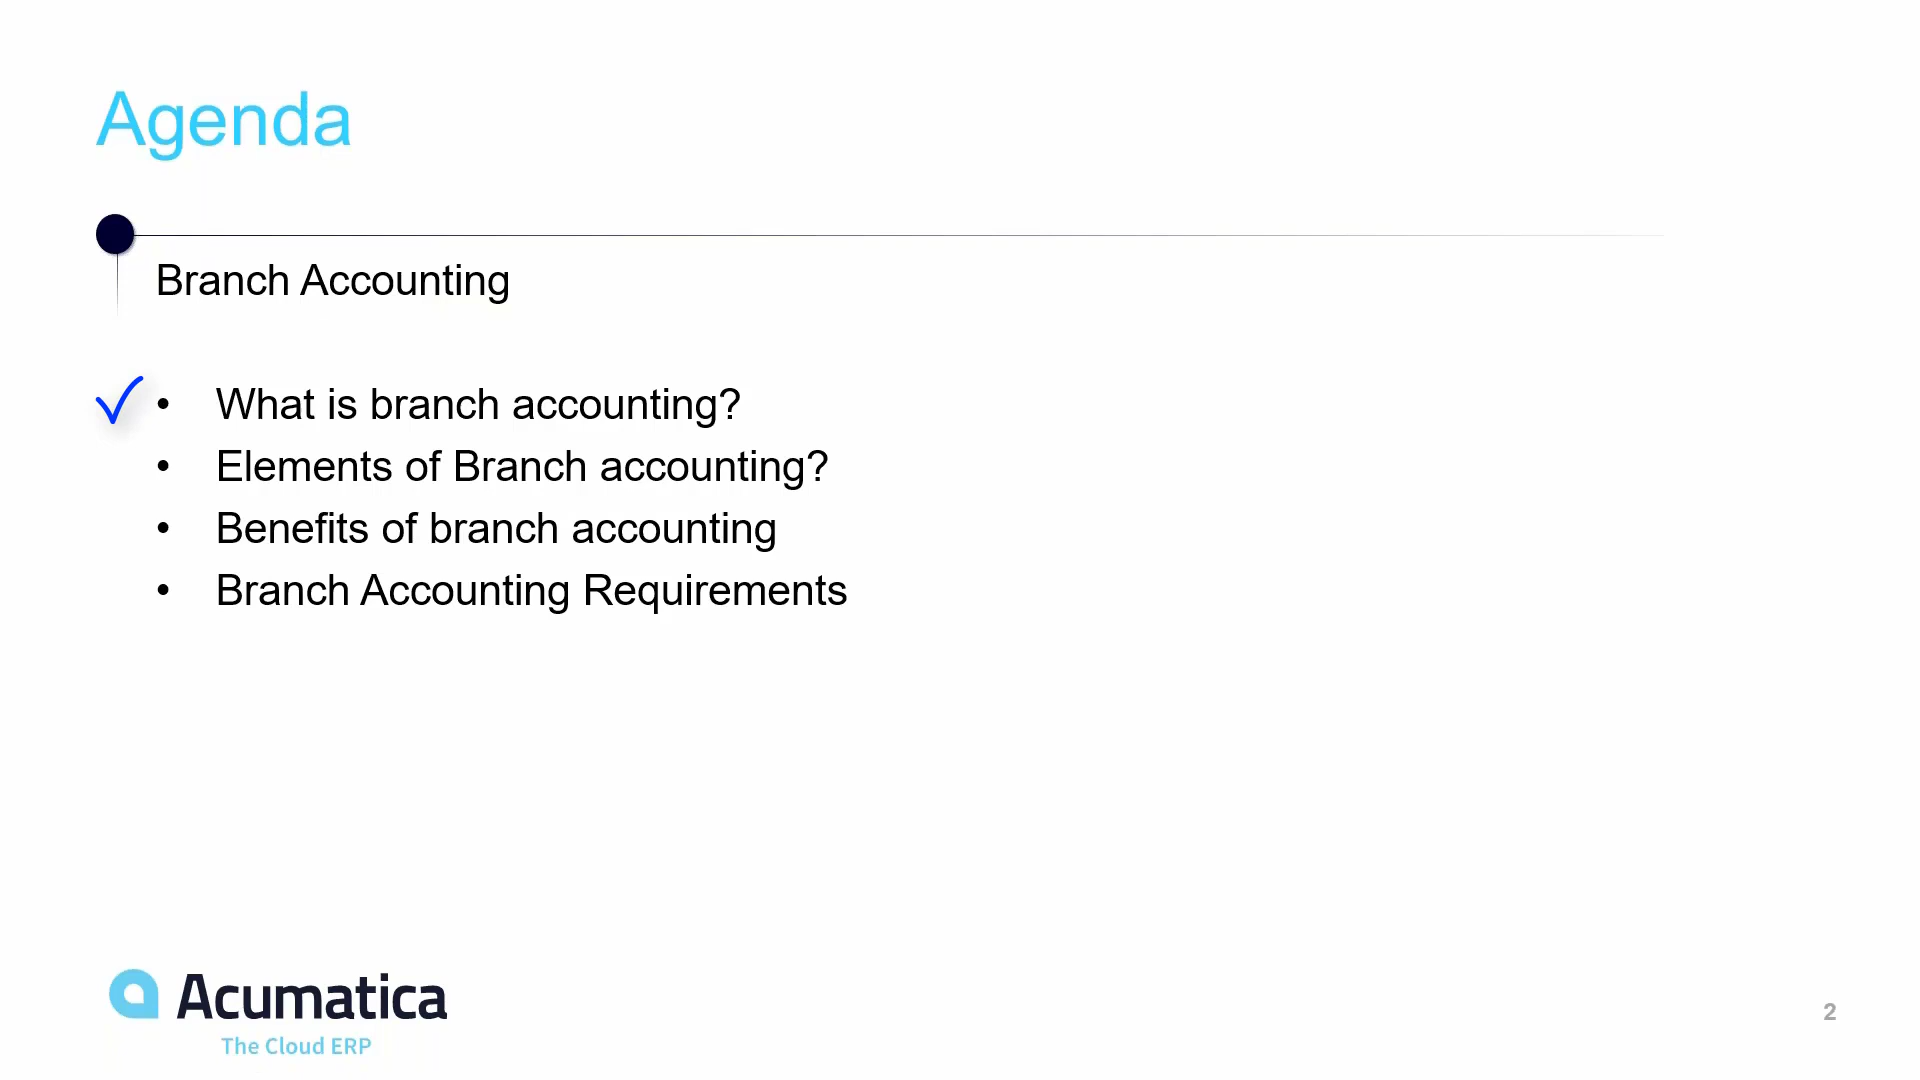 Agenda
Branch Accounting
• What is branch accounting?
• Elements of Branch accounting?
• Benefits of branch accounting
• Branch Accounting Requirements
Acumatica
The Cloud ERP
2